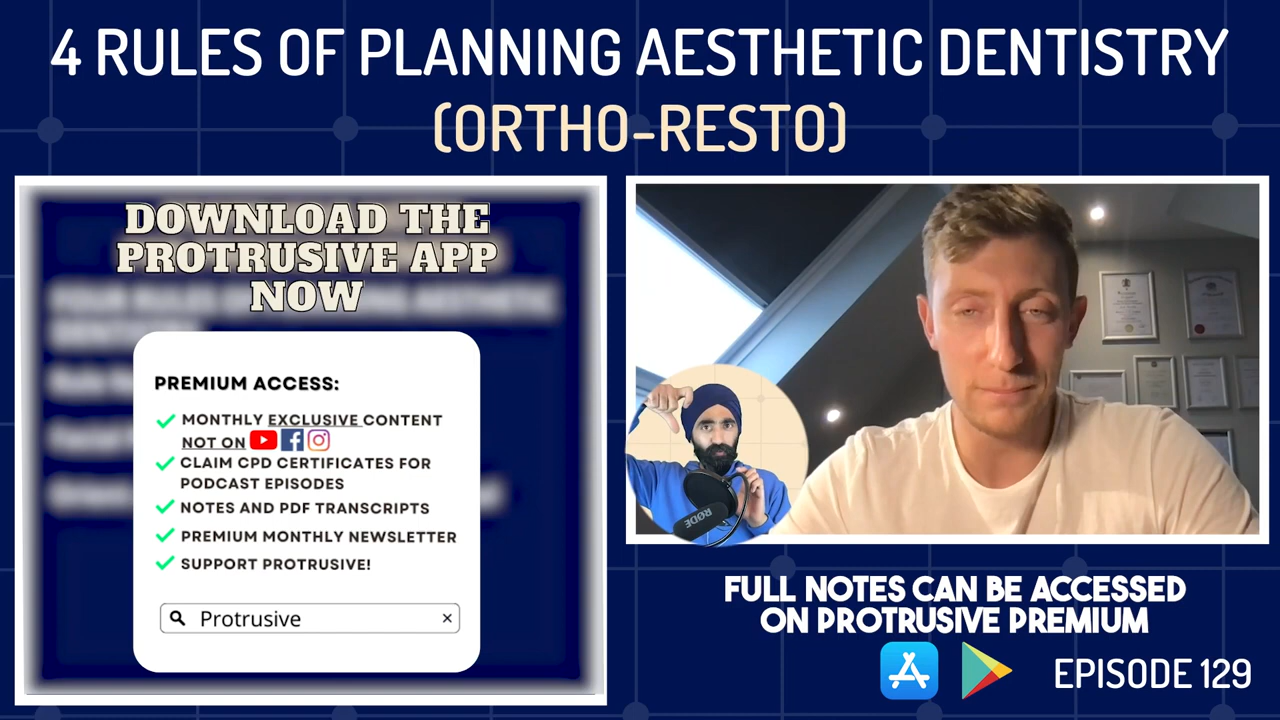 4 RULES OF PLANNING AESTHETIC DENTISTRY
(ORTHO-RESTO)
DOWNLOAD THE
PROTRUSIVE APP
NOW
PREMIUM ACCESS:
MONTHLY EXCLUSIVE CONTENT
NOT ON
CLAIM CPD CERTIFICATES FOR
PODCAST EPISODES
NOTES AND PDF TRANSCRIPTS
PREMIUM MONTHLY NEWSLETTER
SUPPORT PROTRUSIVE!
Protrusive ×
RØDE
FULL NOTES CAN BE ACCESSED
ON PROTRUSIVE PREMIUM
EPISODE 129